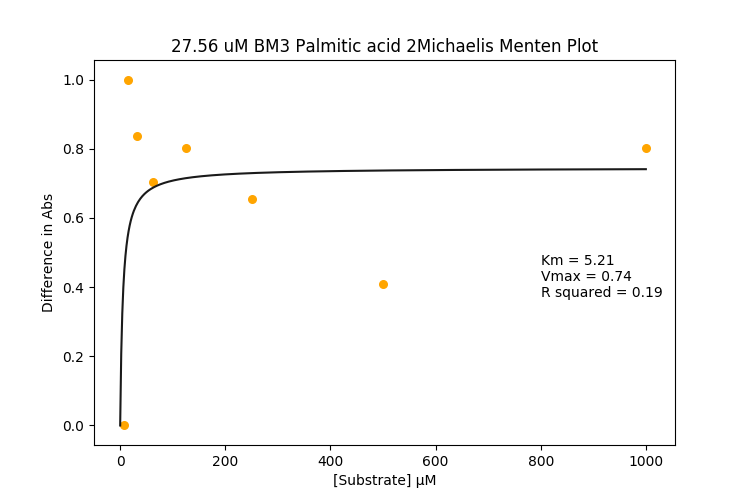 27.56 uM BM3 Palmitic acid 2Michaelis Menten Plot
1.0
0.8
0.6
0.4
0.2
0.0
Difference in Abs
Km = 5.21
Vmax = 0.74
R squared = 0.19
0 200 400 600 800 1000
[Substrate] µM